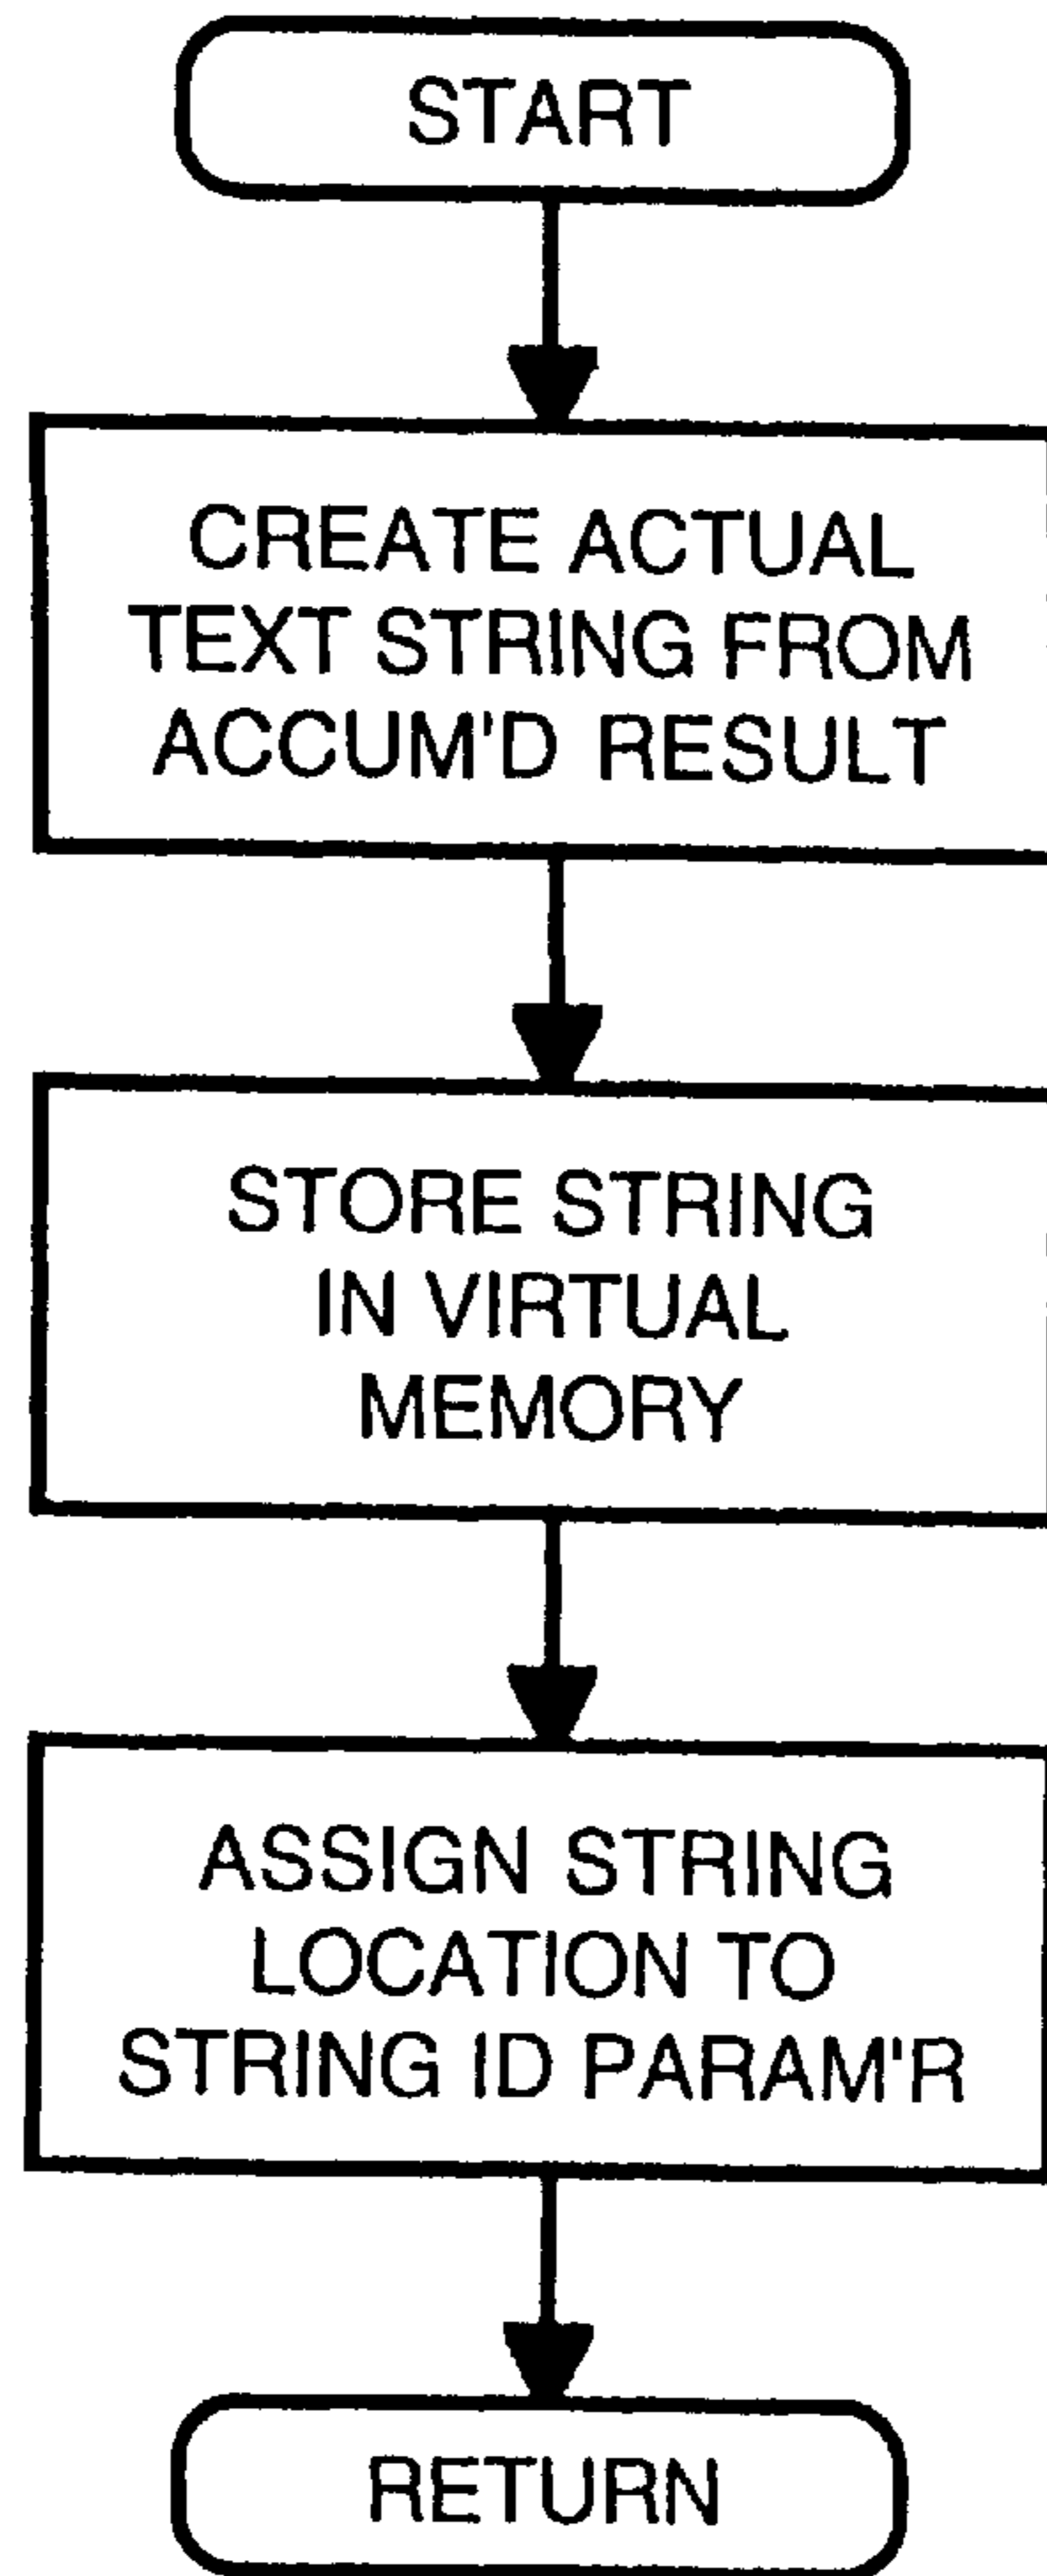 START
CREATE ACTUAL
TEXT STRING FROM
ACCUM'D RESULT
STORE STRING
IN VIRTUAL
MEMORY
ASSIGN STRING
LOCATION TO
STRING ID PARAM'R
RETURN